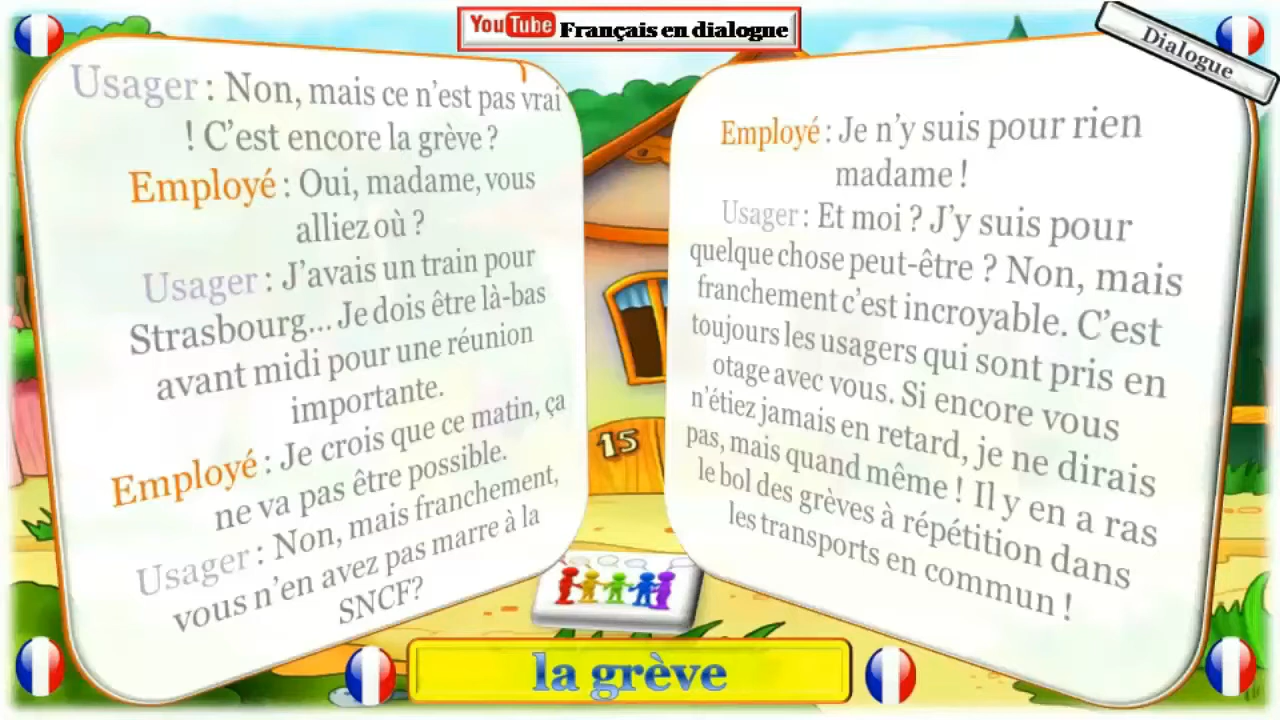 YouTube Français en dialogue
Dialogue
Usager : Non, mais ce n'est pas vrai
! C'est encore la grève ?
Employé : Oui, madame, vous
alliez où ?
Usager : J'avais un train pour
Strasbourg... Je dois être là-bas
avant midi pour une réunion
importante.
Employé : Je crois que ce matin, ça
ne va pas être possible.
Usager : Non, mais franchement,
vous n'en avez pas marre à la
SNCF?
Employé : Je n'y suis pour rien
madame !
Usager : Et moi ? J'y suis pour
quelque chose peut-être ? Non, mais
franchement c'est incroyable. C'est
toujours les usagers qui sont pris en
otage avec vous. Si encore vous
n'étiez jamais en retard, je ne dirais
pas, mais quand même ! Il y en a ras
le bol des grèves à répétition dans
les transports en commun !
15
la grève